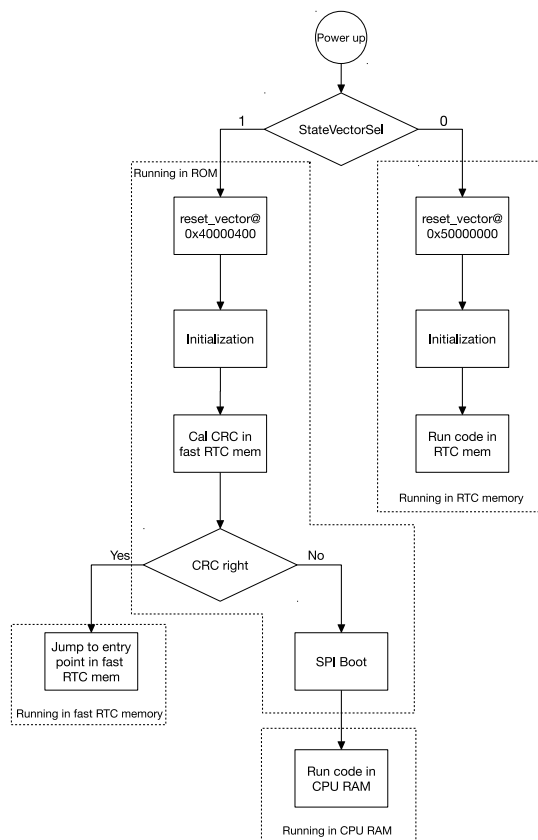 Power up
StateVectorSel
1
0
Running in ROM
reset_vector@
0x40000400
reset_vector@
0x50000000
Initialization
Initialization
Cal CRC in
fast RTC mem
Run code in
RTC mem
Running in RTC memory
Yes
No
CRC right
Jump to entry
point in fast
RTC mem
SPI Boot
Running in fast RTC memory
Run code in
CPU RAM
Running in CPU RAM